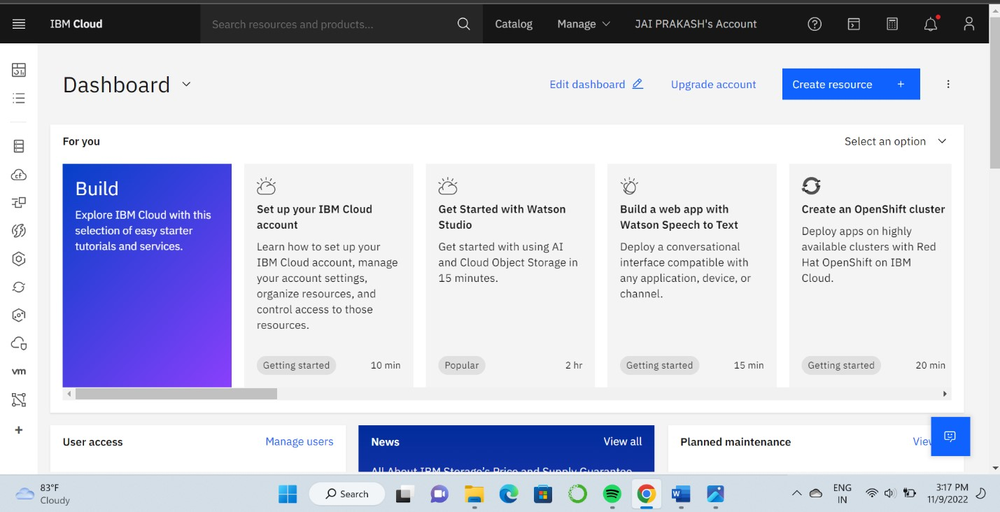 IBM Cloud
Search resources and products...
Catalog
Manage
JAI PRAKASH's Account
Dashboard
Edit dashboard
Upgrade account
Create resource +
For you
Select an option
Build
Explore IBM Cloud with this
selection of easy starter
tutorials and services.
Set up your IBM Cloud
account
Learn how to set up your
IBM Cloud account, manage
your account settings,
organize resources, and
control access to those
resources.
Getting started
10 min
Get Started with Watson
Studio
Get started with using AI
and Cloud Object Storage in
15 minutes.
Popular
2 hr
Build a web app with
Watson Speech to Text
Deploy a conversational
interface compatible with
any application, device, or
channel.
Getting started
15 min
Create an OpenShift cluster
Deploy apps on highly
available clusters with Red
Hat OpenShift on IBM
Cloud.
Getting started
20 min
cf
vm
+
User access
Manage users
News
View all
All About IBM Storage's Price and Supply Guarantee
Planned maintenance
View
83°F
Cloudy
Search
W
ENG
IN
3:17 PM
11/9/2022